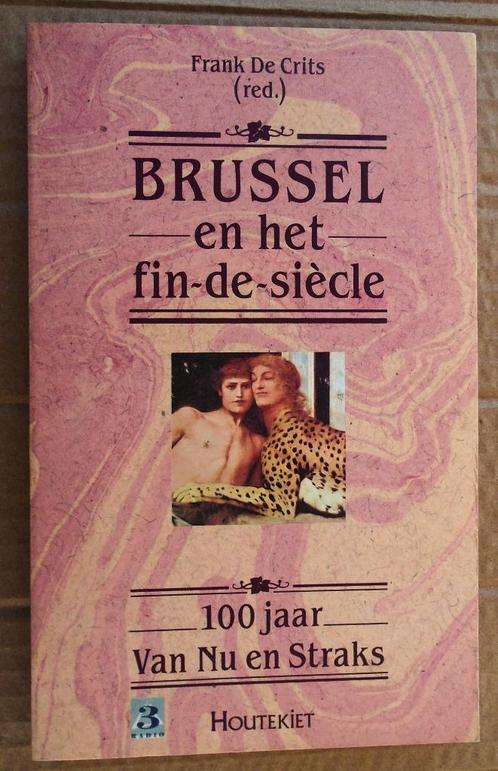 Frank De Crits
(red.)
BRUSSEL
en het
fin-de-siècle
100 jaar
Van Nu en Straks
3
RADIO
HOUTEKIET